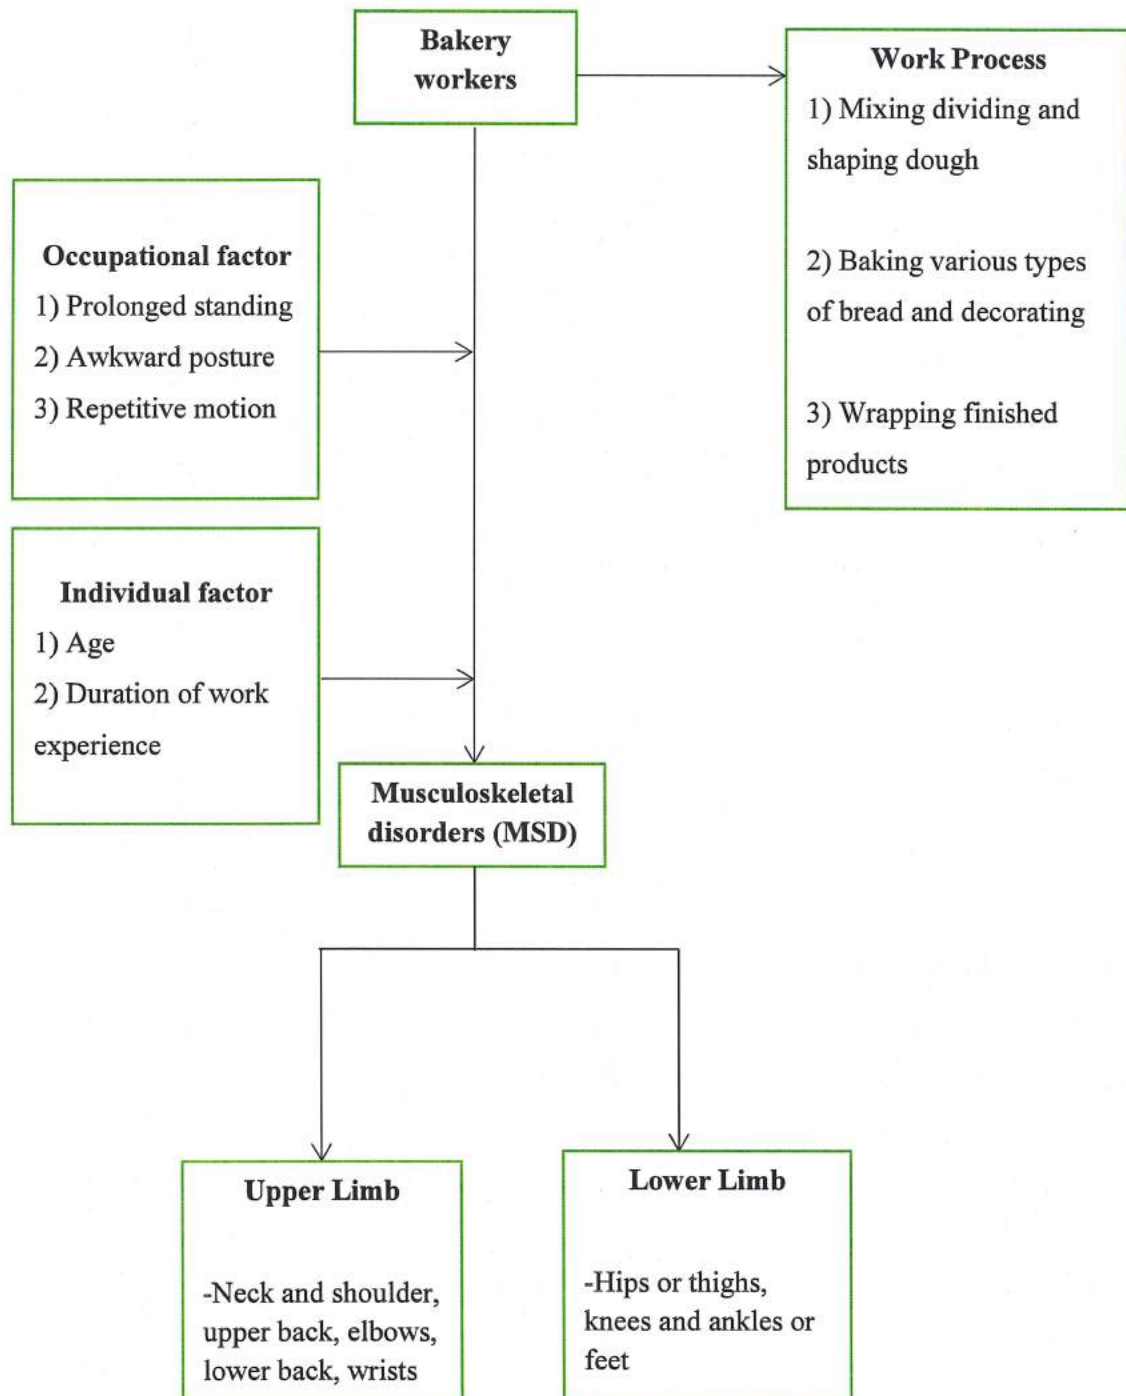 Bakery
workers
Work Process
1) Mixing dividing and
shaping dough
2) Baking various types
of bread and decorating
3) Wrapping finished
products
Occupational factor
1) Prolonged standing
2) Awkward posture
3) Repetitive motion
Individual factor
1) Age
2) Duration of work
experience
Musculoskeletal
disorders (MSD)
Upper Limb
-Neck and shoulder,
upper back, elbows,
lower back, wrists
Lower Limb
-Hips or thighs,
knees and ankles or
feet